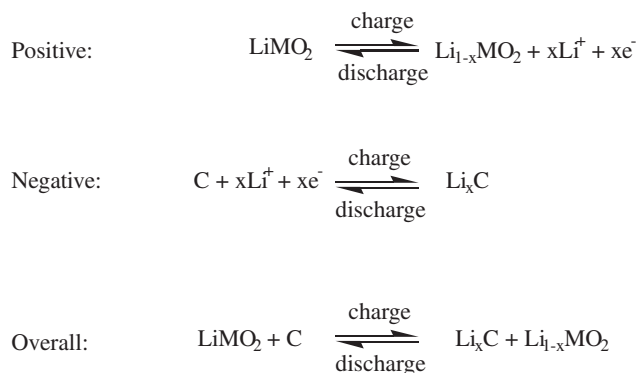 charge
Positive: LiMO₂ ⇌ Li₁₋ₓMO₂ + xLi⁺ + xe⁻
discharge
charge
Negative: C + xLi⁺ + xe⁻ ⇌ LiₓC
discharge
charge
Overall: LiMO₂ + C ⇌ LiₓC + Li₁₋ₓMO₂
discharge